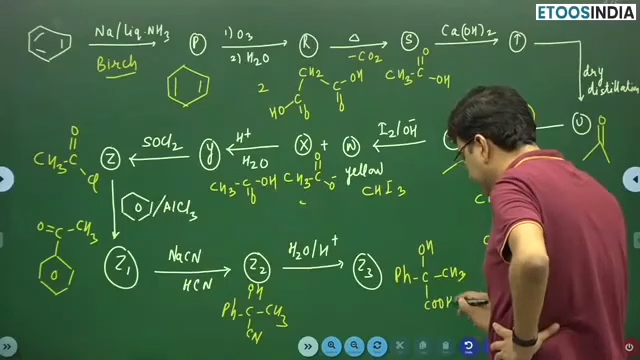 ETOOSINDIA
Na/liq·NH3
Birch
P
1) O3
2) H2O
R
Δ
-CO2
S
Ca(OH)2
T
dry
distillation
U
O
2
HO-C-CH2-C-OH
O
O
O
CH3-C-OH
O
CH3-C-Cl
Z
SOCl2
Y
H+
H2O
CH3-C-OH
O
X + W
O
CH3-C-O-
yellow
CHI3
I2/OH-
/AlCl3
O=C-CH3
Z1
NaCN
HCN
Z2
Ph
Ph-C-CH3
CN
H2O/H+
Z3
OH
Ph-C-CH3
COOH